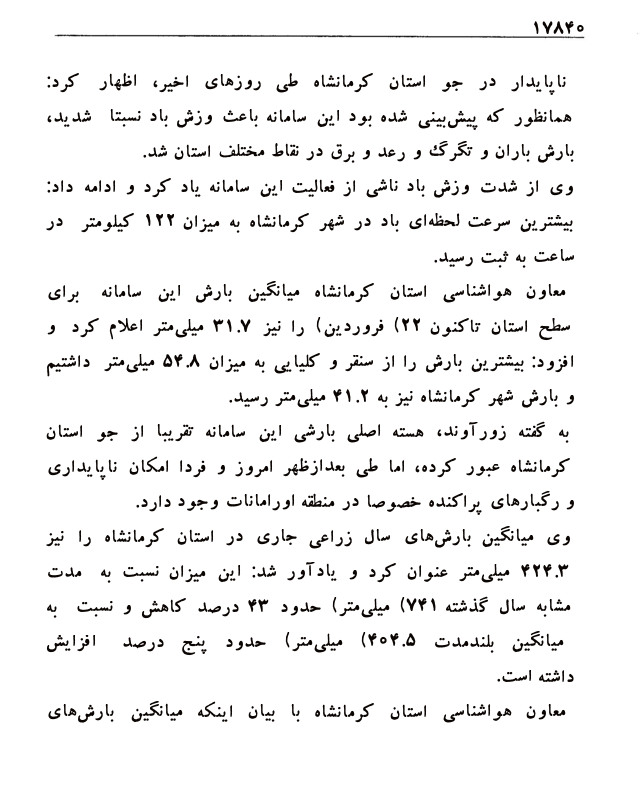 ۱۷۸۴۰
ناپایدار در جو استان کرمانشاه طی روزهای اخیر، اظهار کرد:
همانظور که پیش‌بینی شده بود این سامانه باعث وزش باد نسبتا شدید،
بارش باران و تگرگ و رعد و برق در نقاط مختلف استان شد.
وی از شدت وزش باد ناشی از فعالیت این سامانه یاد کرد و ادامه داد:
بیشترین سرعت لحظه‌ای باد در شهر کرمانشاه به میزان ۱۲۲ کیلومتر در
ساعت به ثبت رسید.
معاون هواشناسی استان کرمانشاه میانگین بارش این سامانه برای
سطح استان تاکنون ۲۲) فروردین) را نیز ۳۱.۷ میلی‌متر اعلام کرد و
افزود: بیشترین بارش را از سنقر و کلیایی به میزان ۵۴.۸ میلی‌متر داشتیم
و بارش شهر کرمانشاه نیز به ۴۱.۲ میلی‌متر رسید.
به گفته زورآوند، هسته اصلی بارشی این سامانه تقریبا از جو استان
کرمانشاه عبور کرده، اما طی بعدازظهر امروز و فردا امکان ناپایداری
و رگبارهای پراکنده خصوصا در منطقه اورامانات وجود دارد.
وی میانگین بارش‌های سال زراعی جاری در استان کرمانشاه را نیز
۴۲۴.۳ میلی‌متر عنوان کرد و یادآور شد: این میزان نسبت به مدت
مشابه سال گذشته ۷۴۱) میلی‌متر) حدود ۴۳ درصد کاهش و نسبت به
میانگین بلندمدت ۴۰۴.۵) میلی‌متر) حدود پنج درصد افزایش
داشته است.
معاون هواشناسی استان کرمانشاه با بیان اینکه میانگین بارش‌های